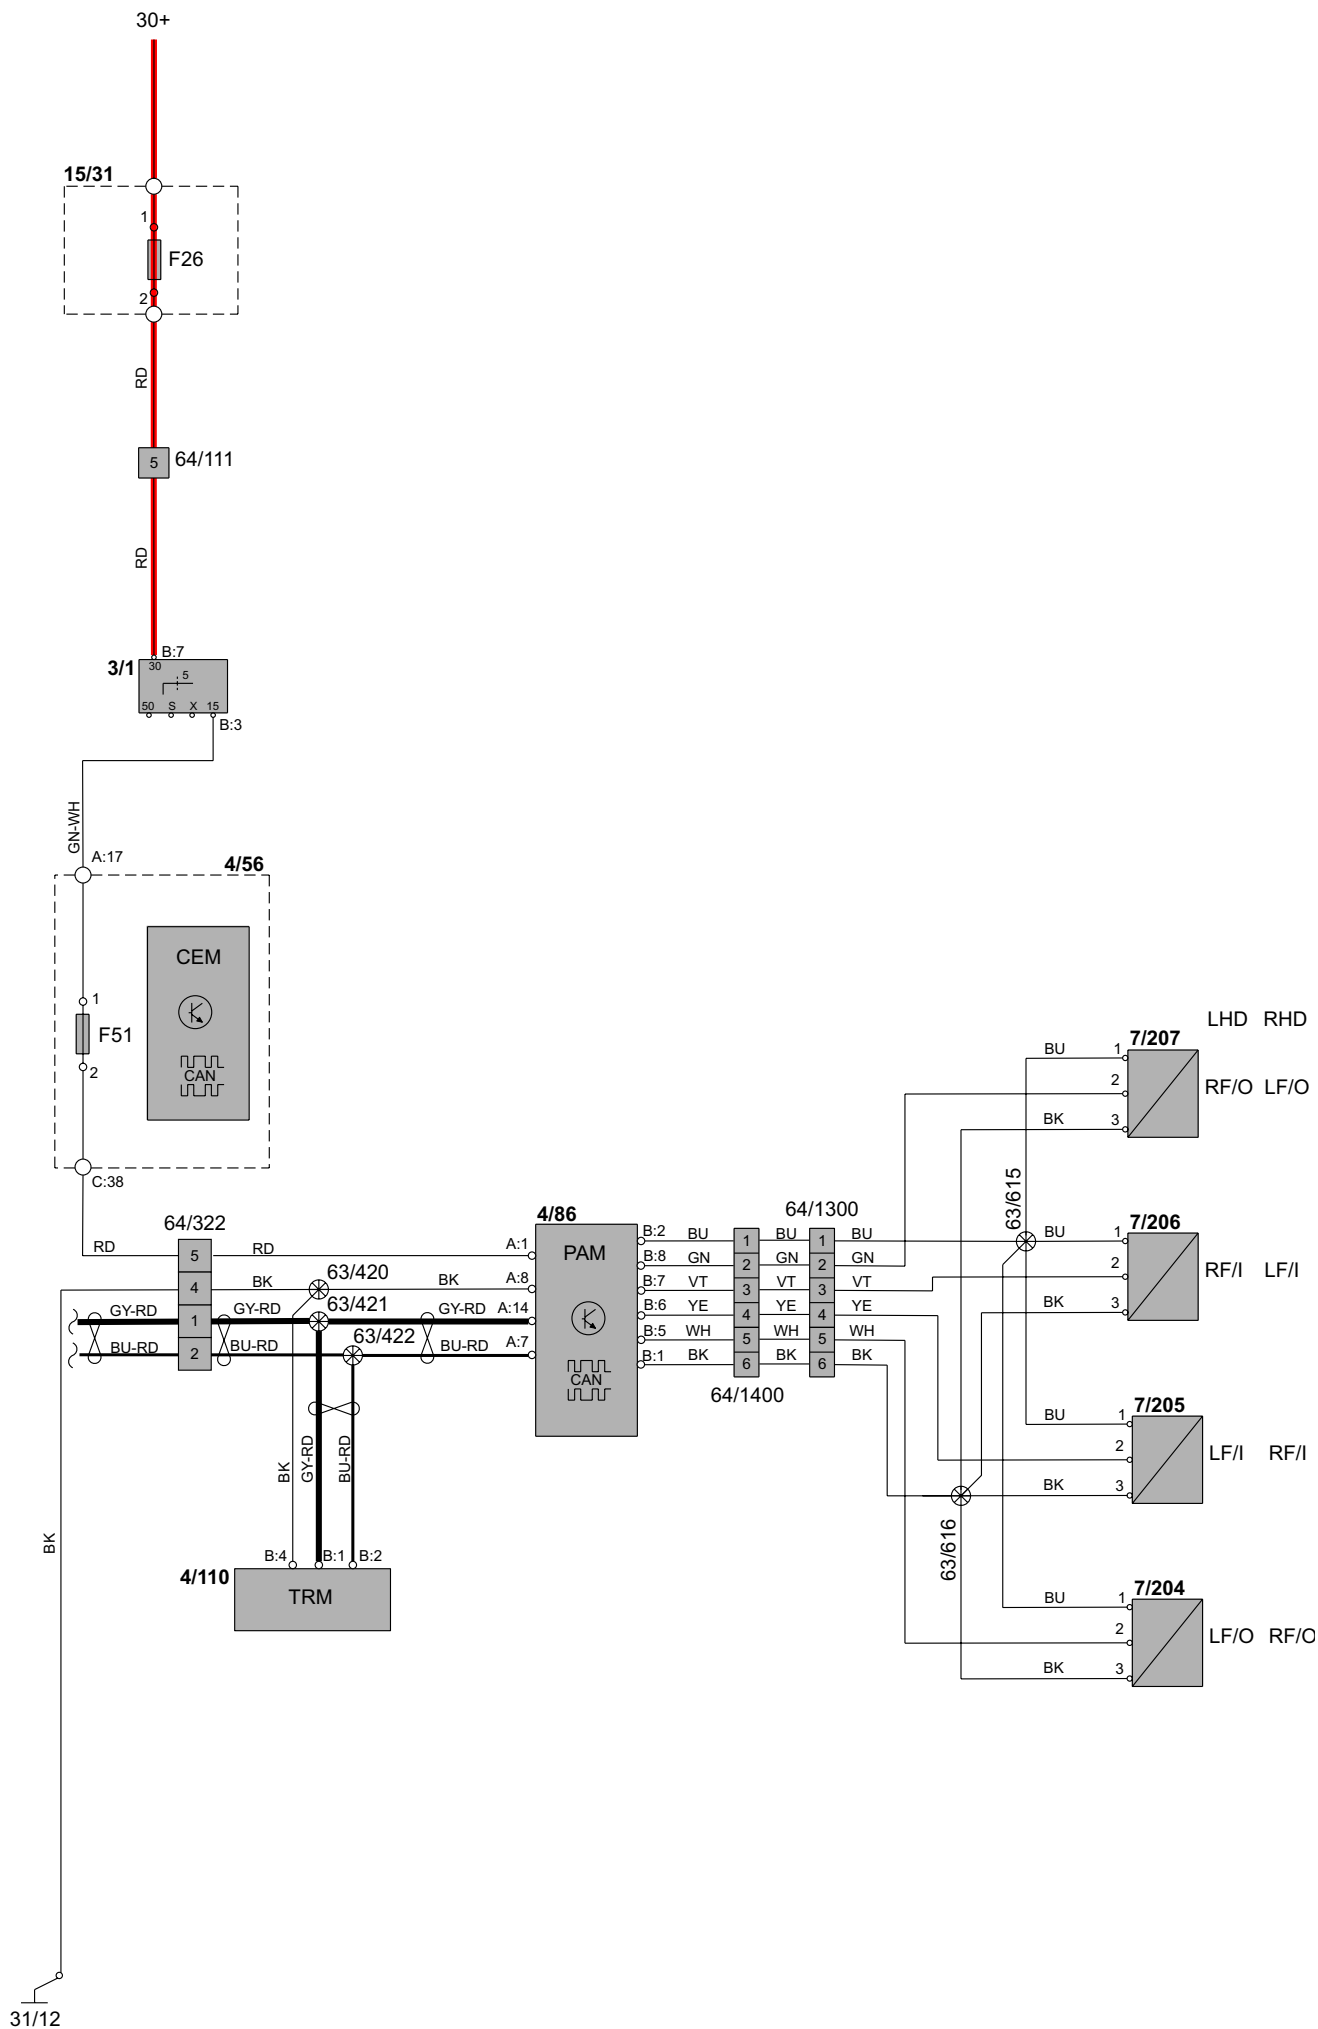 30+
15/31
1
F26
2
RD
5 64/111
RD
B:7
3/1 30
5
50 S X 15
B:3
GN-WH
A:17
4/56
CEM
CAN
1
F51
2
C:38
RD
64/322
5
4
1
2
RD
A:1
BK
63/420
BK
A:8
GY-RD
GY-RD
63/421
GY-RD
A:14
BU-RD
BU-RD
63/422
BU-RD
A:7
BK
GY-RD
BU-RD
B:4 B:1 B:2
4/110
TRM
BK
31/12
4/86
PAM
CAN
64/1300
B:2 BU 1 BU 1 BU
B:8 GN 2 GN 2 GN
B:7 VT 3 VT 3 VT
B:6 YE 4 YE 4 YE
B:5 WH 5 WH 5 WH
B:1 BK 6 BK 6 BK
64/1400
63/615
63/616
LHD RHD
7/207
BU 1
2
BK 3
RF/O LF/O
7/206
BU 1
2
BK 3
RF/I LF/I
7/205
BU 1
2
BK 3
LF/I RF/I
7/204
BU 1
2
BK 3
LF/O RF/O